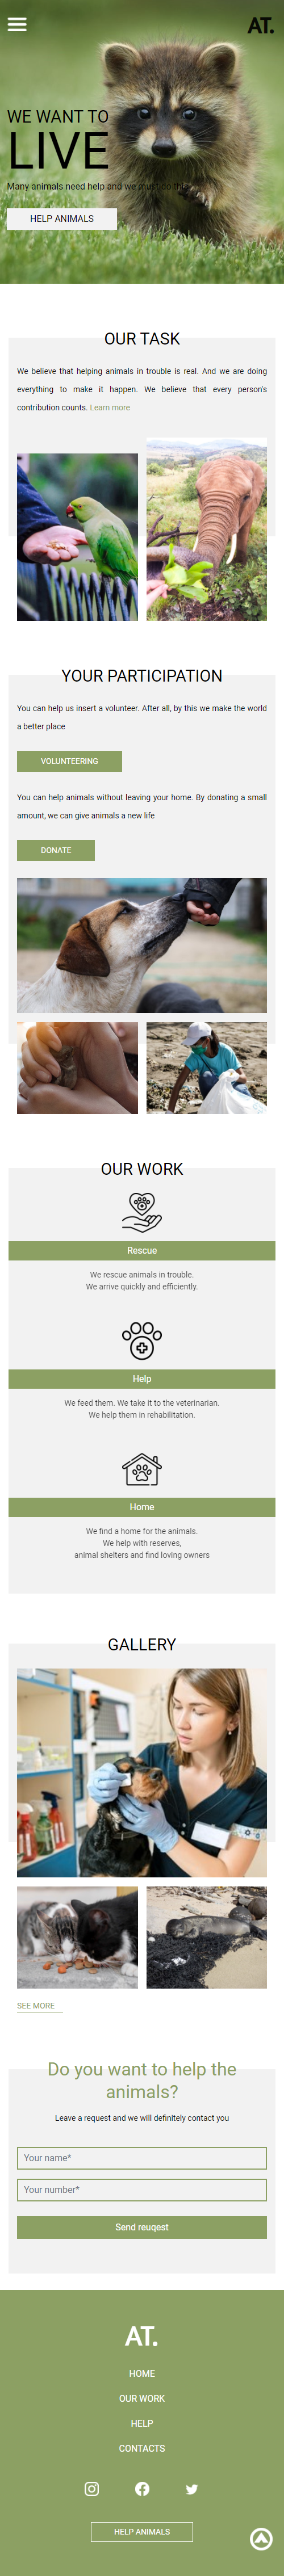 AT.
WE WANT TO
LIVE
Many animals need help and we must do this
HELP ANIMALS
OUR TASK
We believe that helping animals in trouble is real. And we are doing
everything to make it happen. We believe that every person's
contribution counts. Learn more
YOUR PARTICIPATION
You can help us insert a volunteer. After all, by this we make the world
a better place
VOLUNTEERING
You can help animals without leaving your home. By donating a small
amount, we can give animals a new life
DONATE
OUR WORK
Rescue
We rescue animals in trouble.
We arrive quickly and efficiently.
Help
We feed them. We take it to the veterinarian.
We help them in rehabilitation.
Home
We find a home for the animals.
We help with reserves,
animal shelters and find loving owners
GALLERY
SEE MORE
Do you want to help the
animals?
Leave a request and we will definitely contact you
Your name*
Your number*
Send reuqest
AT.
HOME
OUR WORK
HELP
CONTACTS
HELP ANIMALS